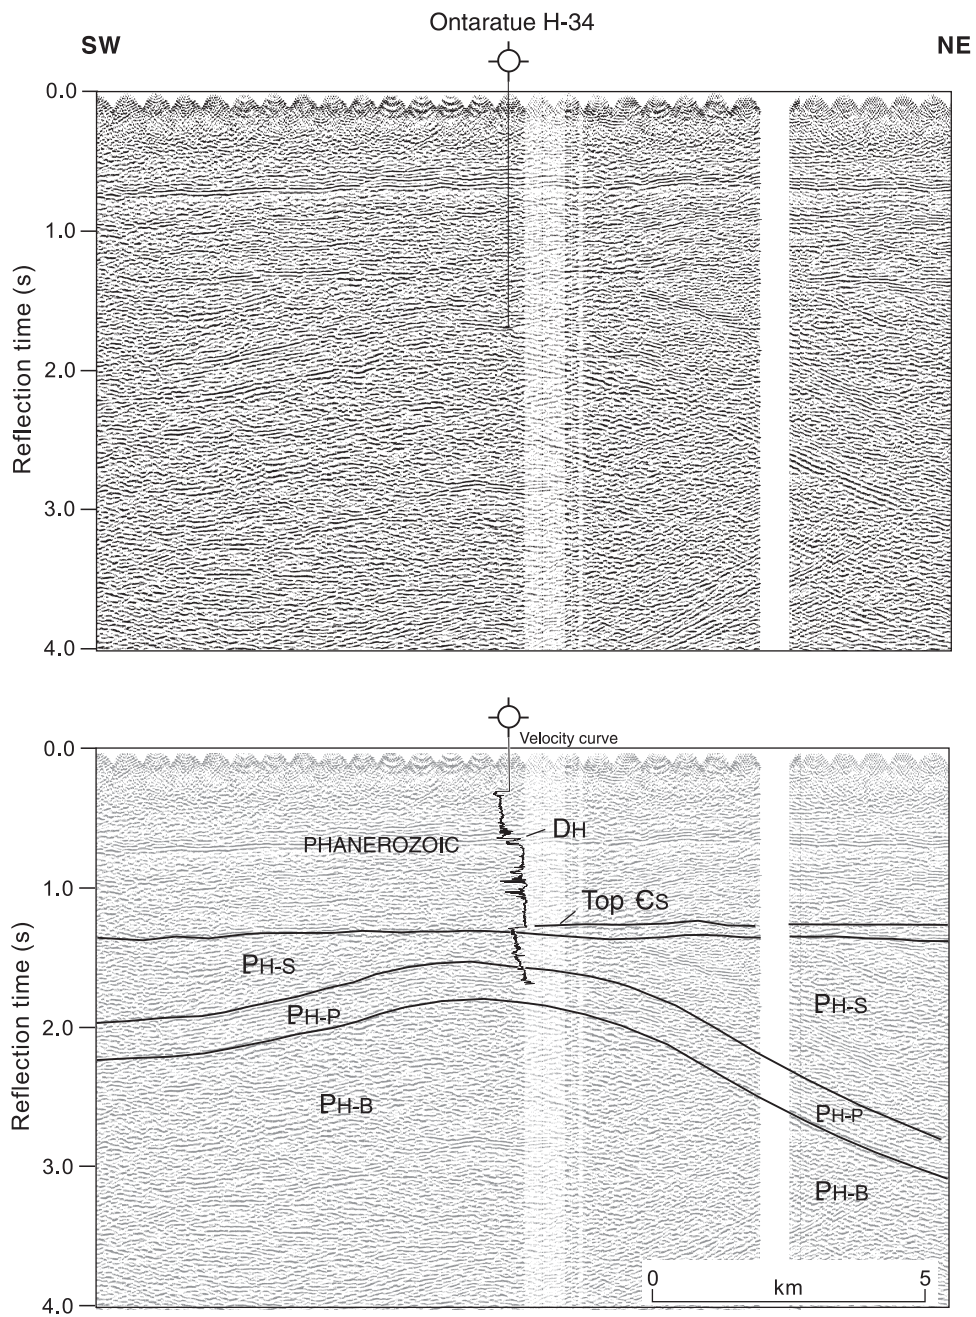 Ontaratue H-34
SW
NE
0.0
1.0
2.0
3.0
4.0
Reflection time (s)
Velocity curve
0.0
DH
PHANEROZOIC
1.0
Top ЄS
PH-S
PH-S
PH-P
2.0
PH-B
PH-P
3.0
PH-B
0 5
km
4.0
Reflection time (s)